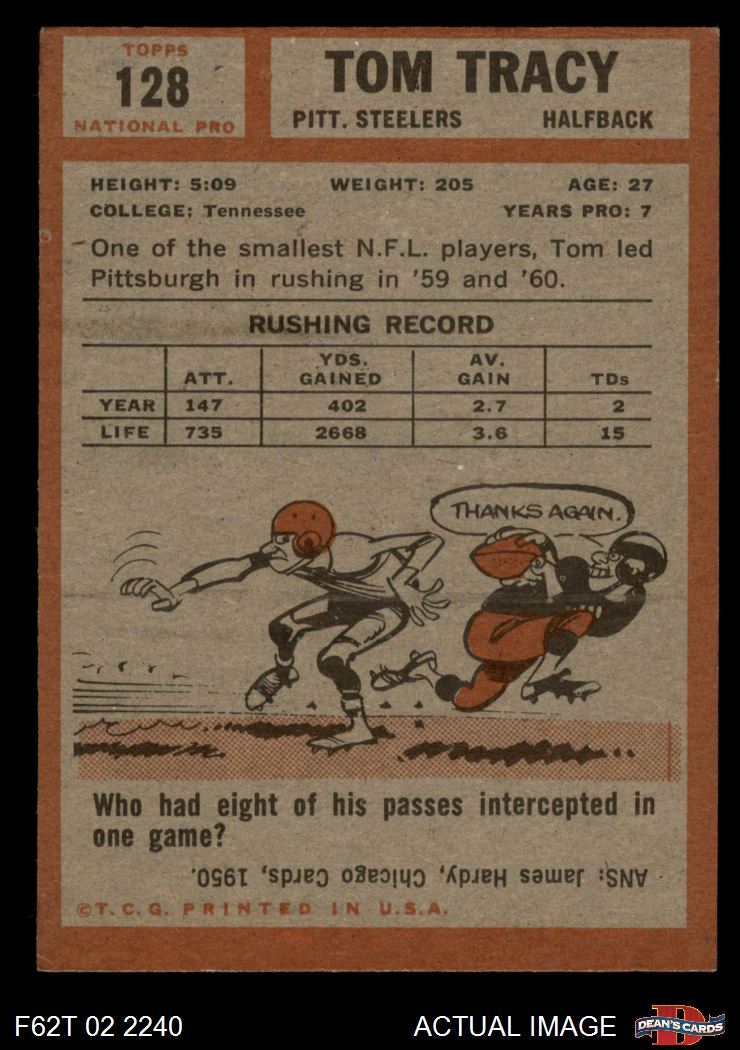 TOPPS
128
NATIONAL PRO
TOM TRACY
PITT. STEELERS HALFBACK
HEIGHT: 5:09 WEIGHT: 205 AGE: 27
COLLEGE: Tennessee YEARS PRO: 7
One of the smallest N.F.L. players, Tom led
Pittsburgh in rushing in '59 and '60.
RUSHING RECORD
ATT. YDS. GAINED AV. GAIN TDs
YEAR 147 402 2.7 2
LIFE 735 2668 3.6 15
THANKS AGAIN.
Who had eight of his passes intercepted in
one game?
ANS: James Hardy, Chicago Cards, 1950.
©T.C.G. PRINTED IN U.S.A.
F62T 02 2240 ACTUAL IMAGE DEAN'S CARDS